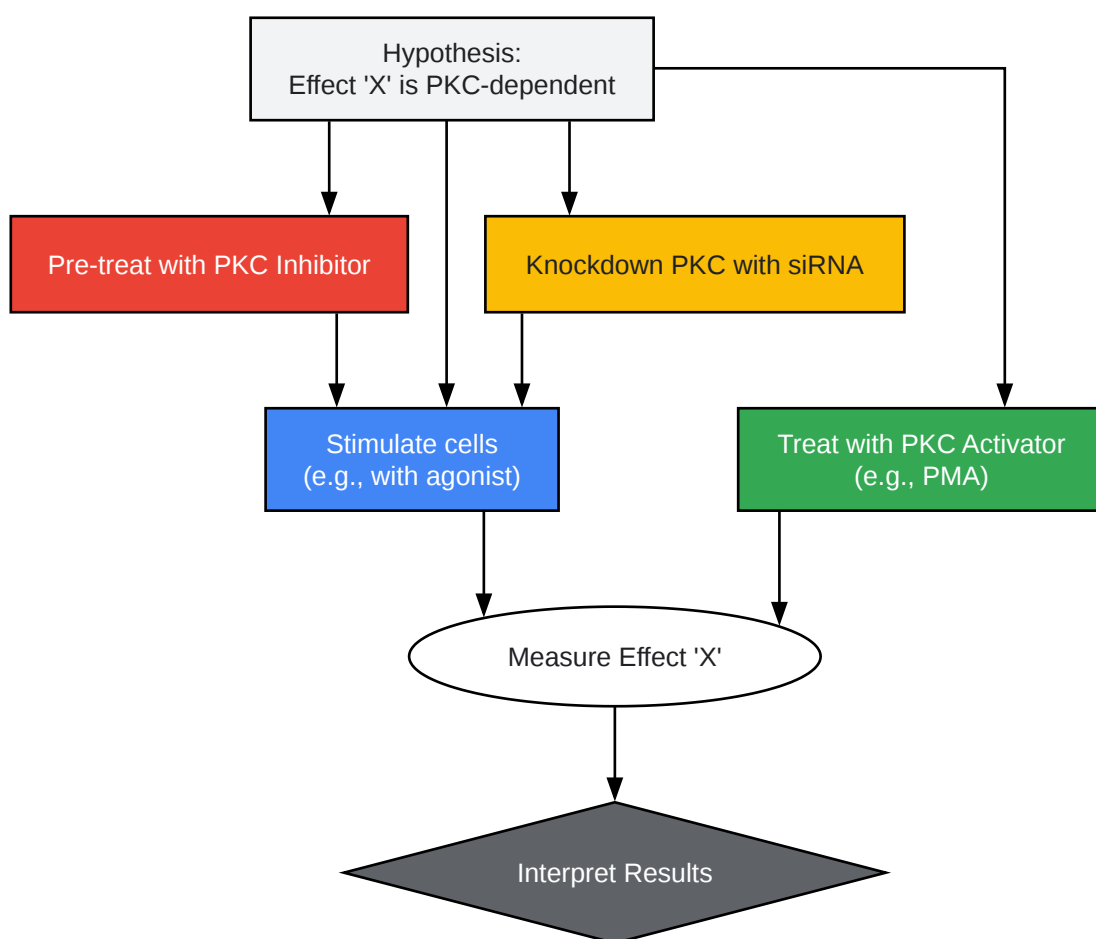 Hypothesis:
Effect 'X' is PKC-dependent
Pre-treat with PKC Inhibitor
Knockdown PKC with siRNA
Stimulate cells
(e.g., with agonist)
Treat with PKC Activator
(e.g., PMA)
Measure Effect 'X'
Interpret Results